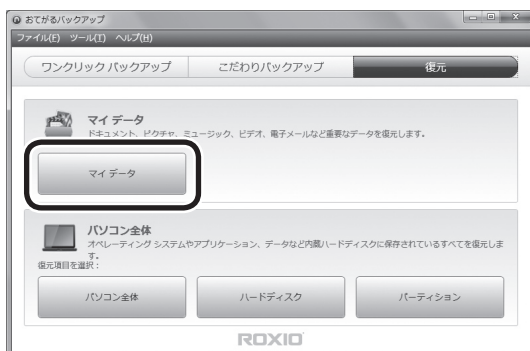 おてがるバックアップ
ファイル(F) ツール(T) ヘルプ(H)
ワンクリック バックアップ こだわりバックアップ 復元
マイ データ
ドキュメント、ピクチャ、ミュージック、ビデオ、電子メールなど重要なデータを復元します。
マイ データ
パソコン全体
オペレーティング システムやアプリケーション、データなど内蔵ハードディスクに保存されているすべてを復元しま
す。
復元項目を選択：
パソコン全体 ハードディスク パーティション
ROXIO